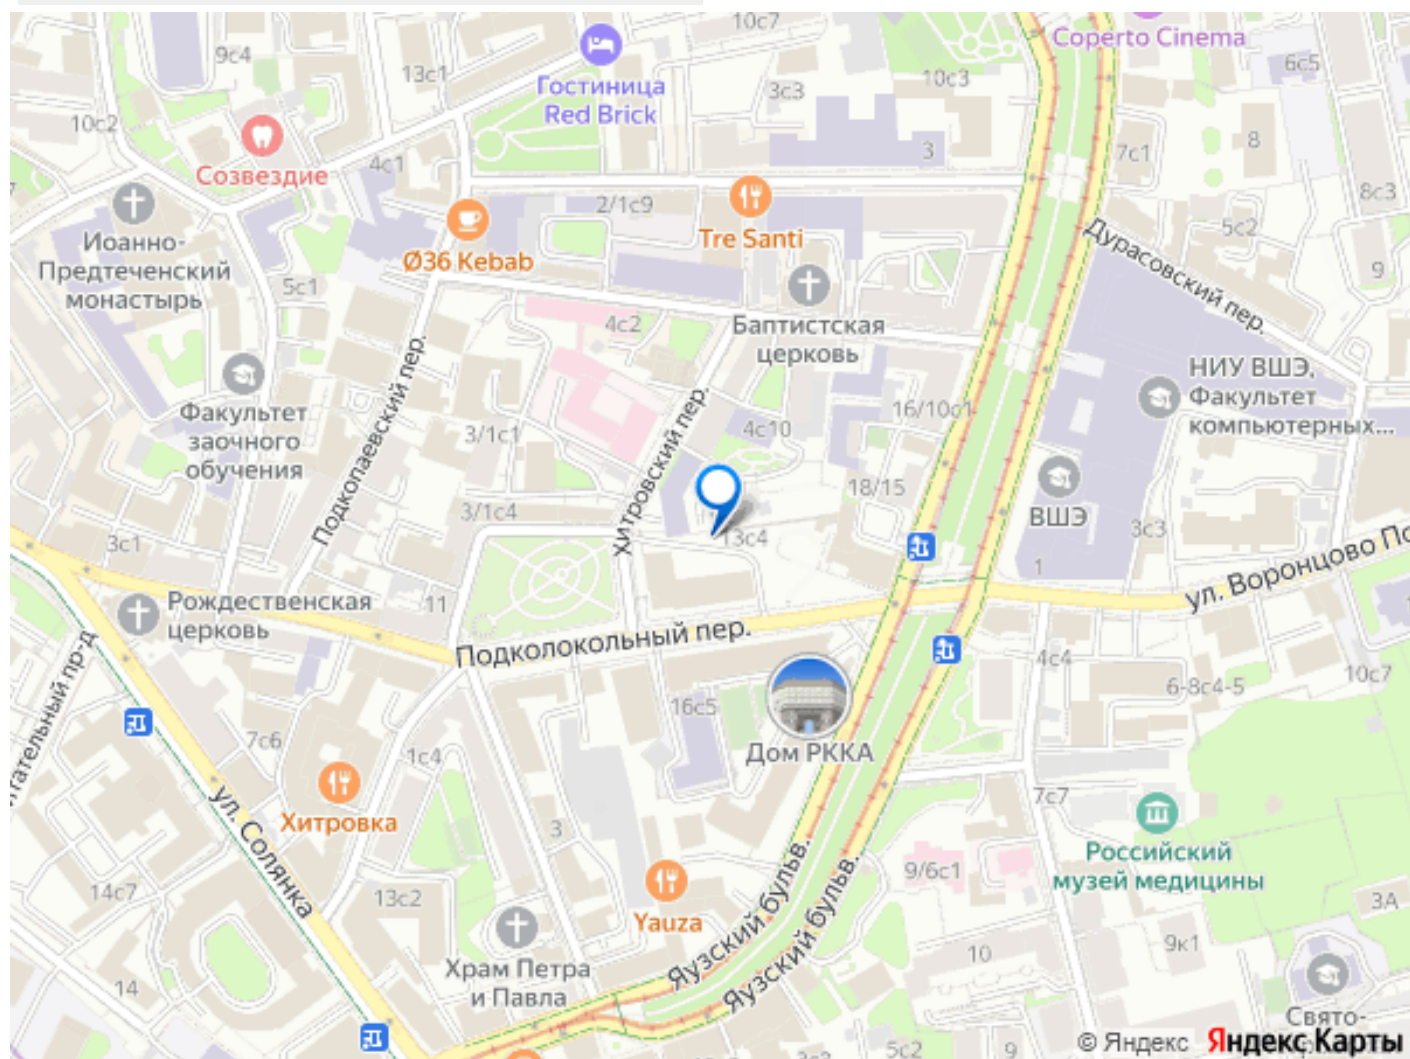 10с7
Coperto Cinema
9с4
13с1
6с5
Гостиница
Red Brick
3с3
10с3
10с2
4с1
3
7с1
8
Созвездие
8с3
2/1с9
5с2
Иоанно-
Предтеченский
монастырь
Tre Santi
Дурасовский пер.
Ø36 Kebab
9
5с1
4с2
Баптистская
церковь
Подкопаевский пер.
НИУ ВШЭ,
Факультет
компьютерных...
Факультет
заочного
обучения
Хитровский пер.
16/10с1
4с10
3/1с1
18/15
ВШЭ
3/1с4
3с3
3с1
13с4
1
ул. Воронцово По
Рождественская
церковь
11
Подколокольный пер.
4с4
10с7
6-8с4-5
тательный пр-д
16с5
7с6
1с4
Дом РККА
7с7
ул. Солянка
Хитровка
3
Российский
музей медицины
9/6с1
14с7
13с2
3А
Yauza
Яузский бульв.
Яузский бульв.
9к1
10
Храм Петра
и Павла
14
Свято-
5с2
9
© Яндекс Яндекс Карты